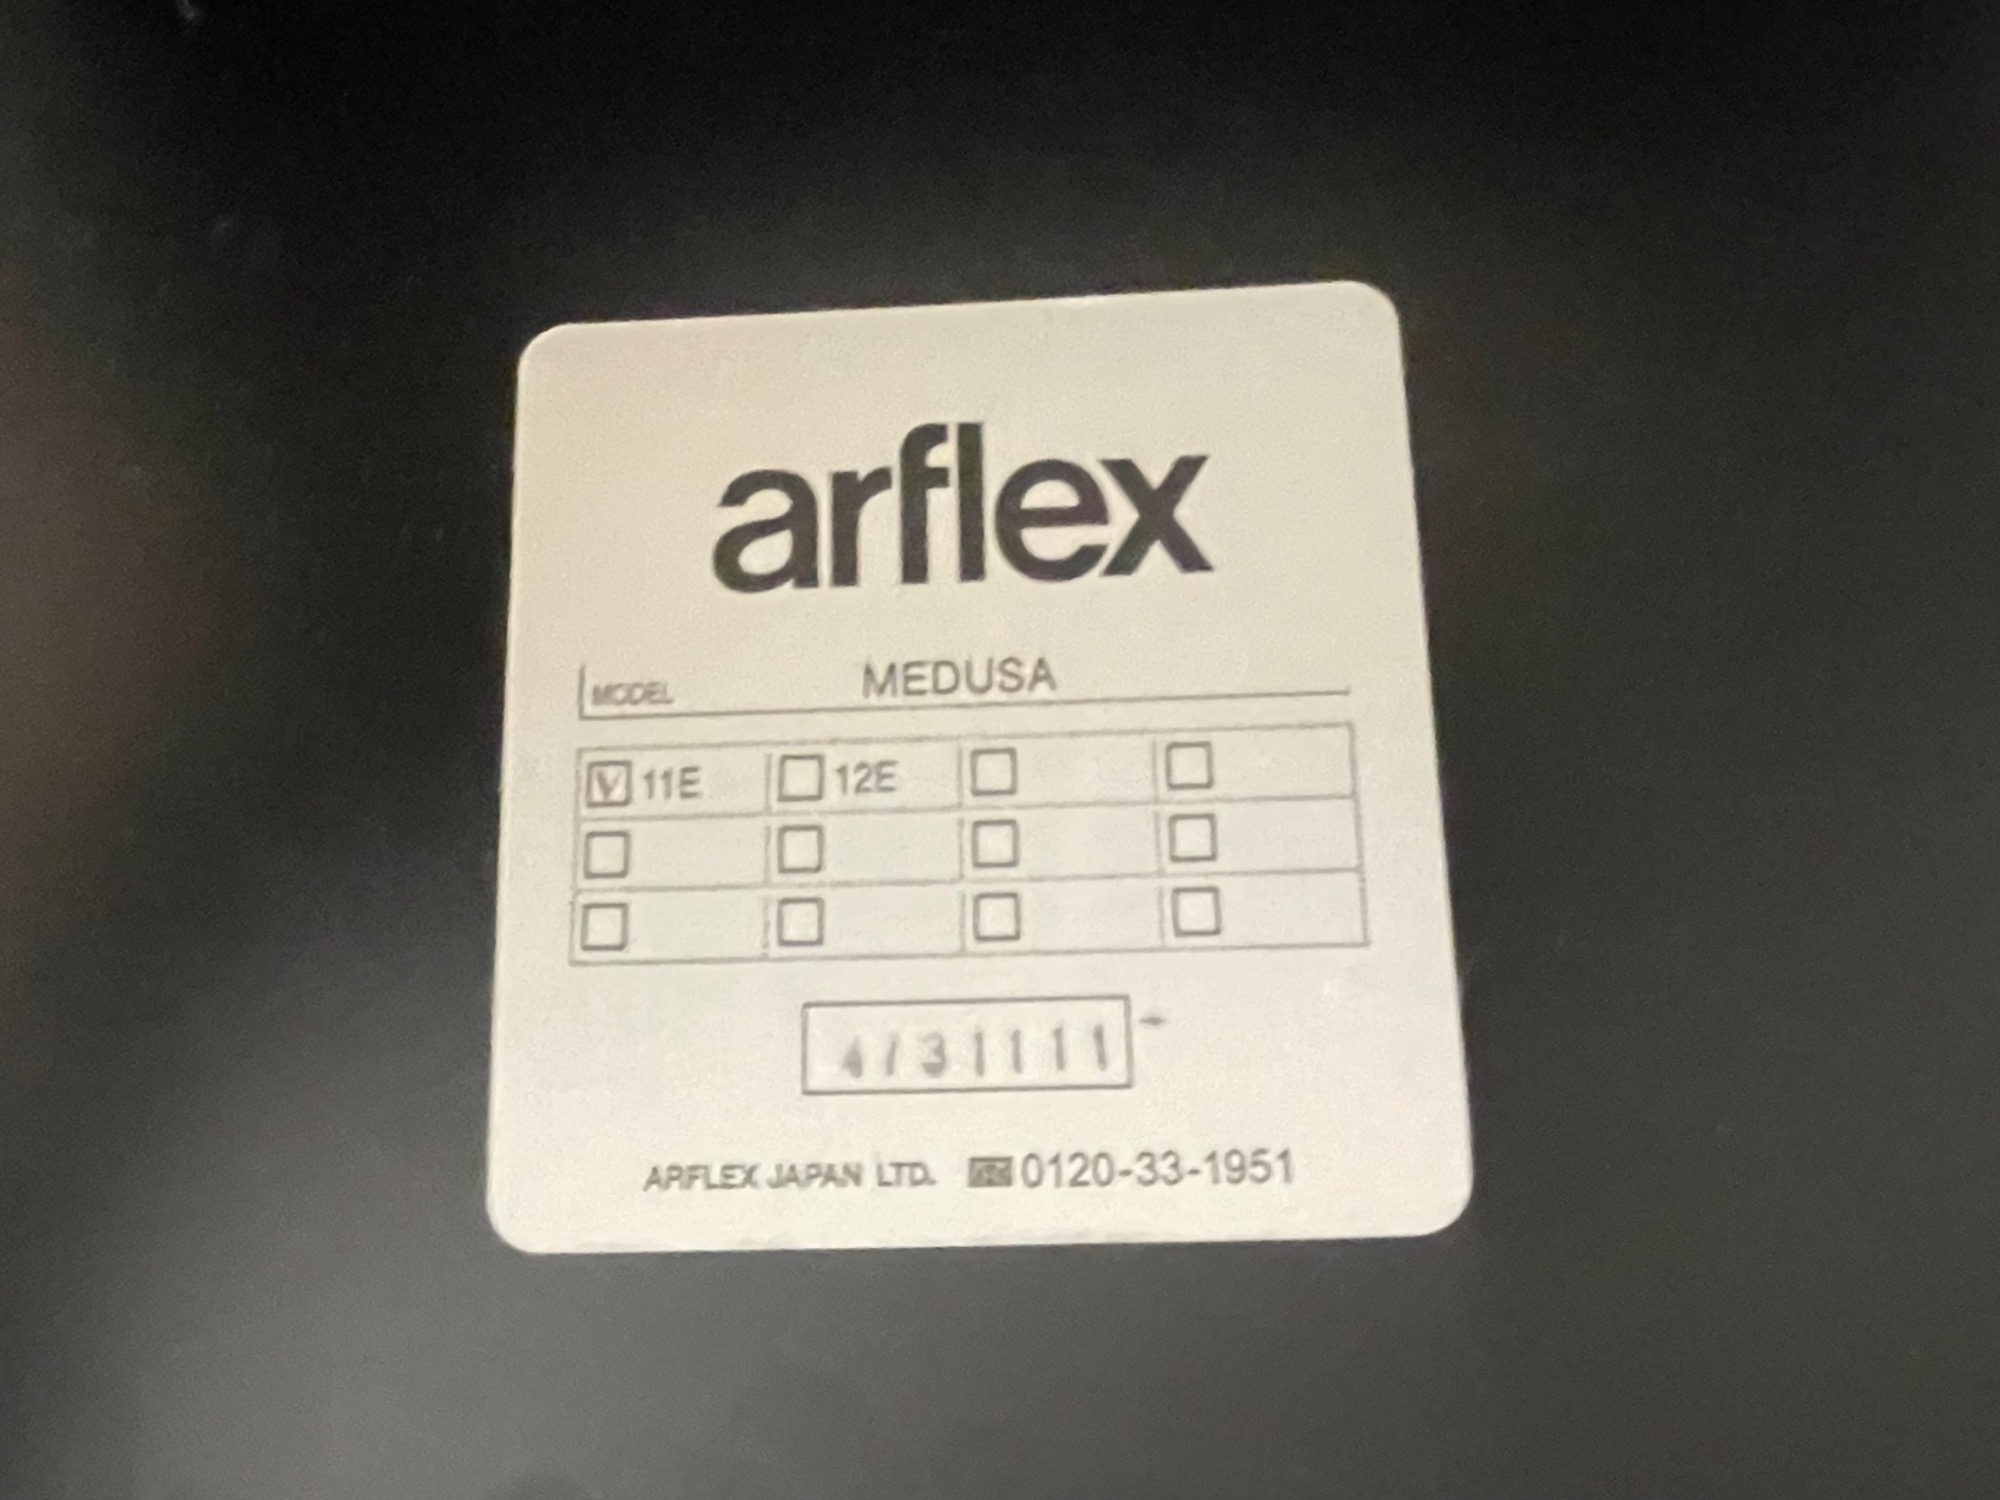 arflex
MODEL MEDUSA
11E 12E
4/31111
ARFLEX JAPAN LTD. 0120-33-1951